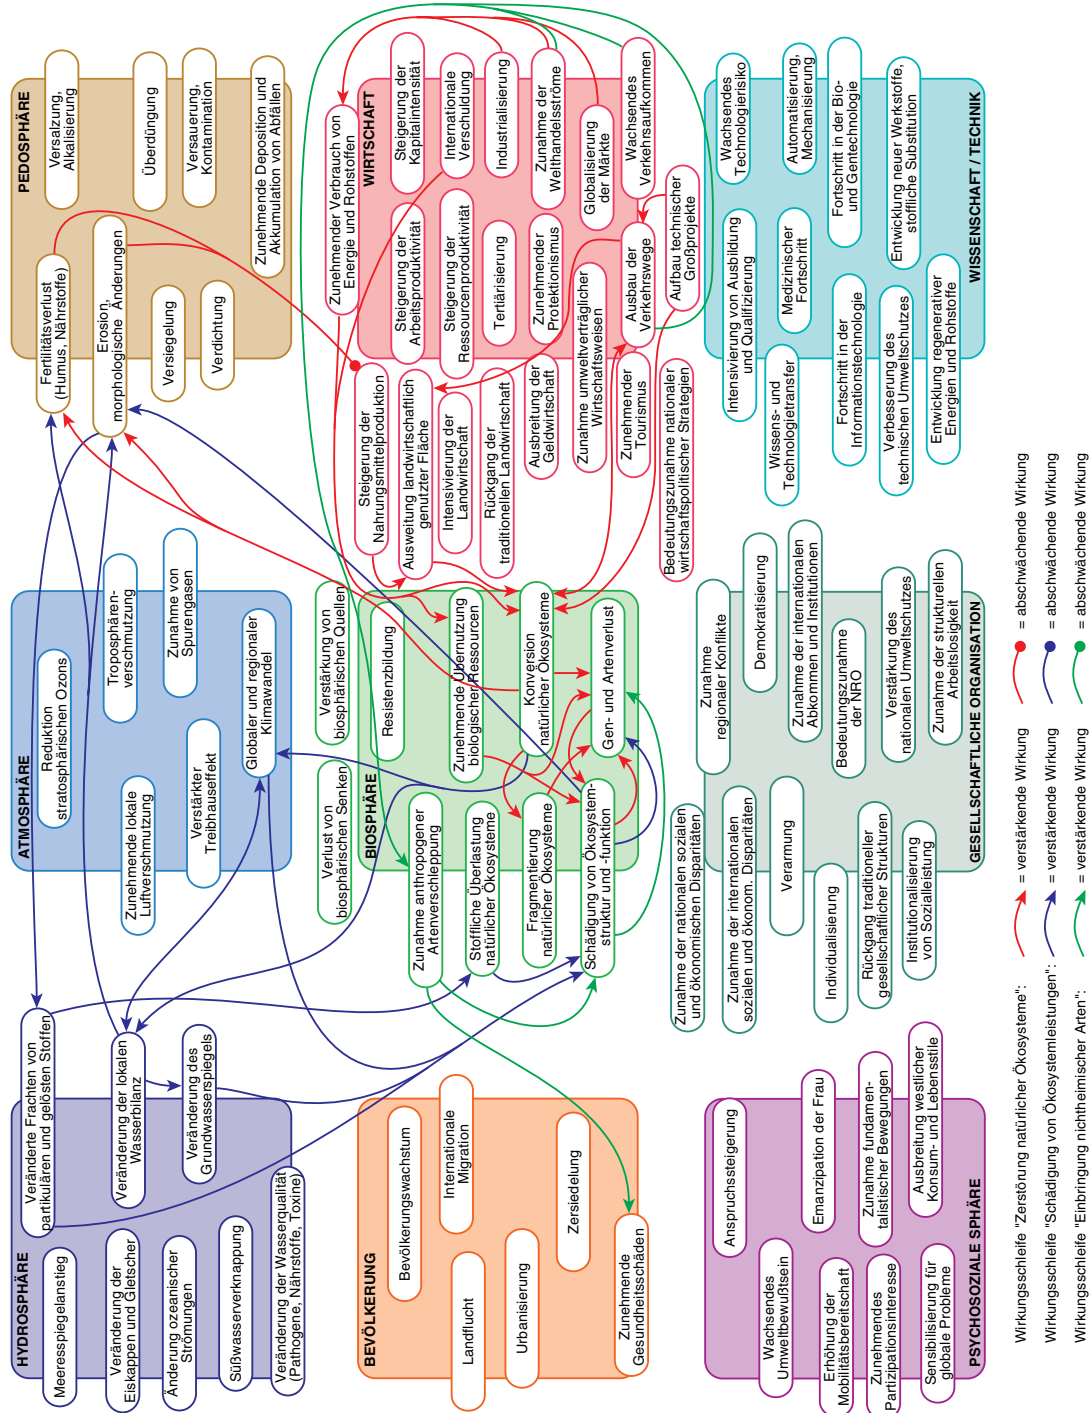 HYDROSPHÄRE
Meeresspiegelanstieg
Veränderung der
Eiskappen und Gletscher
Änderung ozeanischer
Strömungen
Süßwasserverknappung
Veränderung der Wasserqualität
(Pathogene, Nährstoffe, Toxine)
Veränderte Frachten von
partikulären und gelösten Stoffen
Veränderung der lokalen
Wasserbilanz
Veränderung des
Grundwasserspiegels
ATMOSPHÄRE
Reduktion
stratosphärischen Ozons
Troposphären-
verschmutzung
Zunehmende lokale
Luftverschmutzung
Zunahme von
Spurengasen
Verstärkter
Treibhauseffekt
Globaler und regionaler
Klimawandel
PEDOSPHÄRE
Versalzung,
Alkalisierung
Fertilitätsverlust
(Humus, Nährstoffe)
Erosion,
morphologische Änderungen
Überdüngung
Versiegelung
Versauerung,
Kontamination
Verdichtung
Zunehmende Deposition und
Akkumulation von Abfällen
BEVÖLKERUNG
Bevölkerungswachstum
Landflucht
Internationale
Migration
Urbanisierung
Zersiedelung
Zunehmende
Gesundheitsschäden
BIOSPHÄRE
Verlust von
biosphärischen Senken
Verstärkung von
biosphärischen Quellen
Resistenzbildung
Zunahme anthropogener
Artenverschleppung
Zunehmende Übernutzung
biologischer Ressourcen
Stoffliche Überlastung
natürlicher Ökosysteme
Fragmentierung
natürlicher Ökosysteme
Konversion
natürlicher Ökosysteme
Schädigung von Ökosystem-
struktur und -funktion
Gen- und Artenverlust
WIRTSCHAFT
Zunehmender Verbrauch von
Energie und Rohstoffen
Steigerung der
Nahrungsmittelproduktion
Steigerung der
Kapitalintensität
Steigerung der
Arbeitsproduktivität
Ausweitung landwirtschaftlich
genutzter Fläche
Internationale
Verschuldung
Steigerung der
Ressourcenproduktivität
Intensivierung der
Landwirtschaft
Industrialisierung
Tertiärisierung
Rückgang der
traditionellen Landwirtschaft
Zunahme der
Welthandelsströme
Zunehmender
Protektionismus
Ausbreitung der
Geldwirtschaft
Globalisierung
der Märkte
Zunahme umweltverträglicher
Wirtschaftsweisen
Wachsendes
Verkehrsaufkommen
Ausbau der
Verkehrswege
Zunehmender
Tourismus
Aufbau technischer
Großprojekte
Bedeutungszunahme nationaler
wirtschaftspolitischer Strategien
PSYCHOSOZIALE SPHÄRE
Anspruchssteigerung
Wachsendes
Umweltbewußtsein
Emanzipation der Frau
Erhöhung der
Mobilitätsbereitschaft
Zunahme fundamen-
talistischer Bewegungen
Zunehmendes
Partizipationsinteresse
Ausbreitung westlicher
Konsum- und Lebensstile
Sensibilisierung für
globale Probleme
GESELLSCHAFTLICHE ORGANISATION
Zunahme der nationalen sozialen
und ökonomischen Disparitäten
Zunahme
regionaler Konflikte
Zunahme der internationalen
sozialen und ökonom. Disparitäten
Demokratisierung
Verarmung
Zunahme der internationalen
Abkommen und Institutionen
Individualisierung
Bedeutungszunahme
der NRO
Rückgang traditioneller
gesellschaftlicher Strukturen
Verstärkung des
nationalen Umweltschutzes
Institutionalisierung
von Sozialleistung
Zunahme der strukturellen
Arbeitslosigkeit
WISSENSCHAFT / TECHNIK
Wachsendes
Technologierisiko
Intensivierung von Ausbildung
und Qualifizierung
Wissens- und
Technologietransfer
Automatisierung,
Mechanisierung
Medizinischer
Fortschritt
Fortschritt in der Bio-
und Gentechnologie
Fortschritt in der
Informationstechnologie
Entwicklung neuer Werkstoffe,
stoffliche Substitution
Verbesserung des
technischen Umweltschutzes
Entwicklung regenerativer
Energien und Rohstoffe
Wirkungsschleife "Zerstönung natürlicher Ökosysteme": = verstärkende Wirkung = abschwächende Wirkung
Wirkungsschleife "Schädigung von Ökosystemleistungen": = verstärkende Wirkung = abschwächende Wirkung
Wirkungsschleife "Einbringung nichtheimischer Arten": = verstärkende Wirkung = abschwächende Wirkung